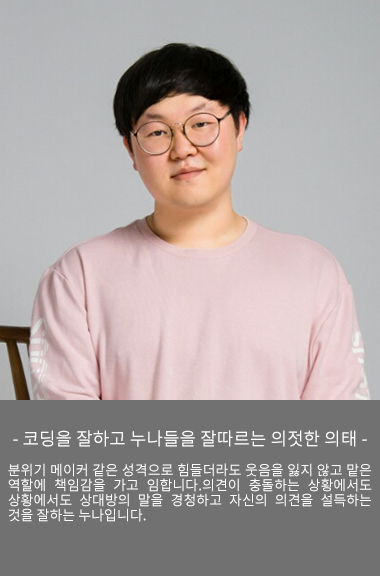 - 코딩을 잘하고 누나들을 잘따르는 의젓한 의태 -
분위기 메이커 같은 성격으로 힘들더라도 웃음을 잃지 않고 맡은
역할에 책임감을 가고 임합니다.의견이 충돌하는 상황에서도
상황에서도 상대방의 말을 경청하고 자신의 의견을 설득하는
것을 잘하는 누나입니다.